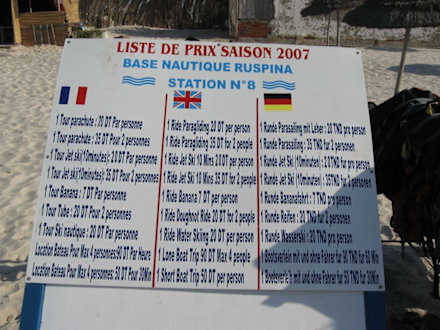 LISTE DE PRIX SAISON 2007
BASE NAUTIQUE RUSPINA
STATION N°8
1 Tour parachute : 20 DT Par personne
1 Tour parachute : 35 DT Pour 2 personnes
1 Tour Jet ski(10minutes): 20 DT Par personne
1 Tour Jet ski(10minutes): 35 DT Pour 2 personnes
1 Tour Banana : 7 DT Par personne
1 Tour Tube : 20 DT Pour 2 personnes
1 Tour Ski nautique : 20 DT Par personne
Location Bateau Pour Max 4 personnes:90 DT Par Heure
Location Bateau Pour Max 4 personnes: 50 DT Pour 30Min
1 Ride Paragliding 20 DT per person
1 Ride Paragliding 35 DT for 2 people
1 Ride Jet Ski 10 Mins 20 DT per person
1 Ride Jet Ski 10 Mins 35 DT for 2 people
1 Ride Banana 7 DT per person
1 Ride Doughnot Ride 20 DT for 2 people
1 Ride Water Skiing 20 DT per person
1 Lone Boat Trip 90 DT Max 4 people
1 Short Boat Trip 50 DT per person
1 Runde Parasailing mit Lehrer : 20 TND pro person
1 Runde Parasailing : 35 TND für 2 personen
1 Runde Jet Ski (10minuten) : 20 TND für pro person
1 Runde Jet Ski (10minuten) : 35TND für 2 personen
1 Runde Bananafahrt : 7 TND pro person
1 Runde Reifen : 20 TND für 2 personen
1 Runde Wasserski : 20 TND pro person
1 Bootsverleih mit und ohne Fahrer für 90 TND für 60 Min
1 mit und ohne Fahrer für 50 TND für 30Min